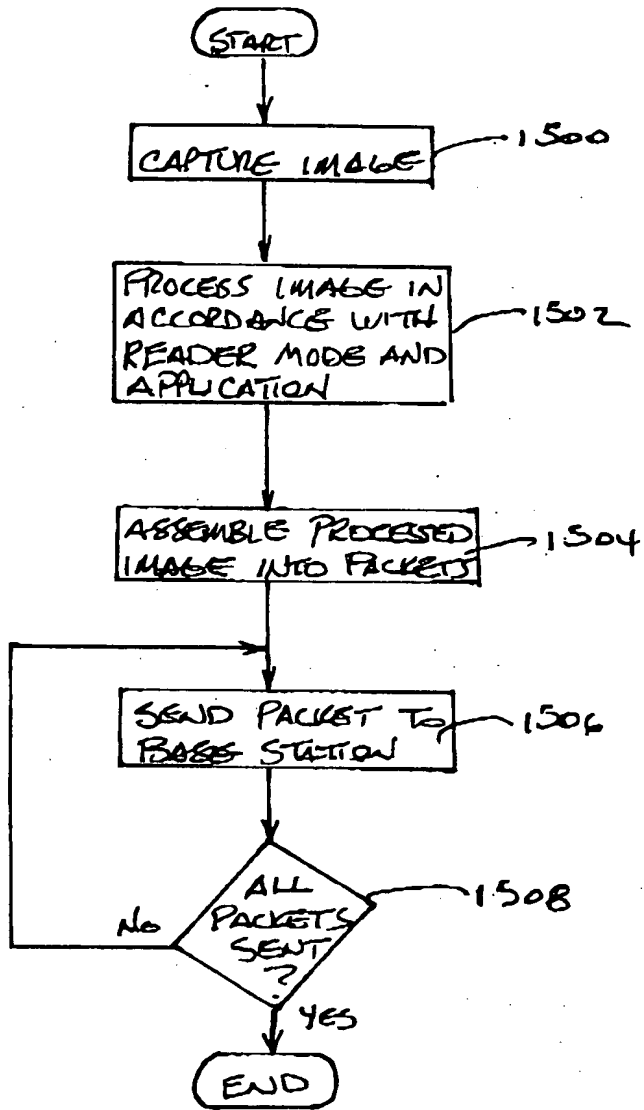 START
CAPTURE IMAGE
1500
PROCESS IMAGE IN
ACCORDANCE WITH
READER MODE AND
APPLICATION
1502
ASSEMBLE PROCESSED
IMAGE INTO PACKETS
1504
SEND PACKET TO
BASE STATION
1506
ALL
PACKETS
SENT
?
1508
No
YES
END